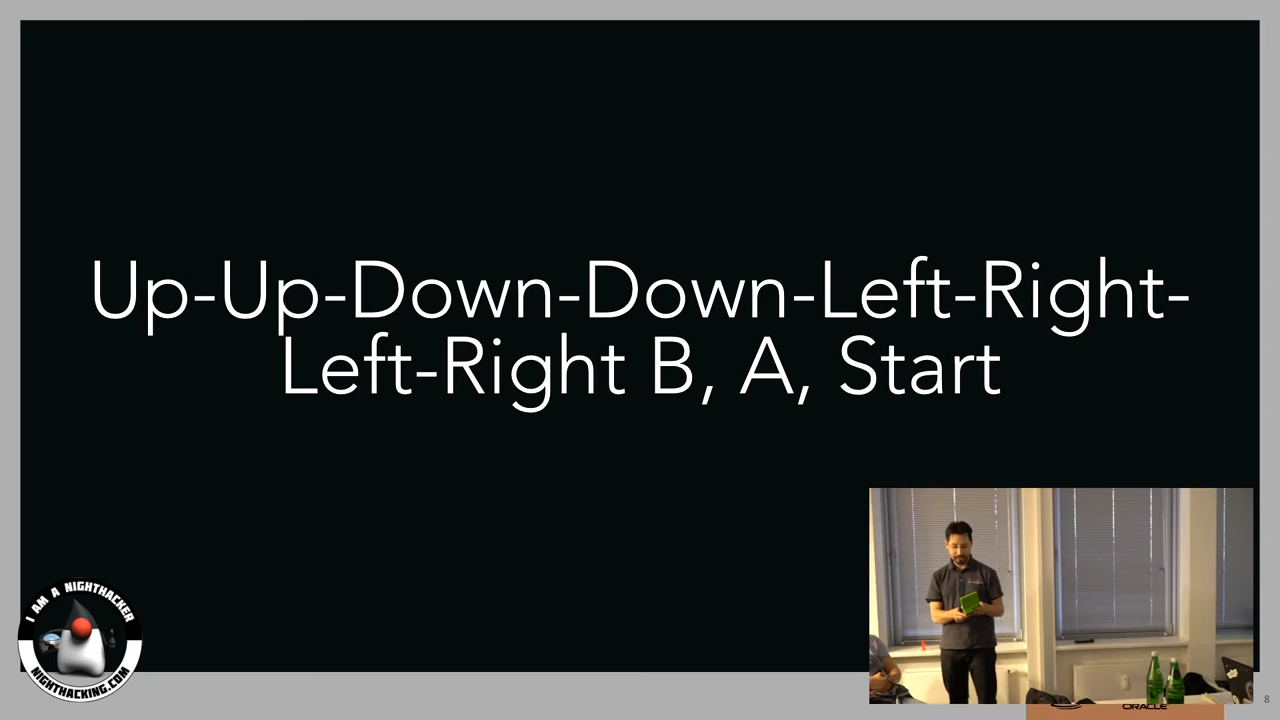 Up-Up-Down-Down-Left-Right-
Left-Right B, A, Start
I AM A NIGHTHACKER
NIGHTHACKING.COM
ORACLE
8